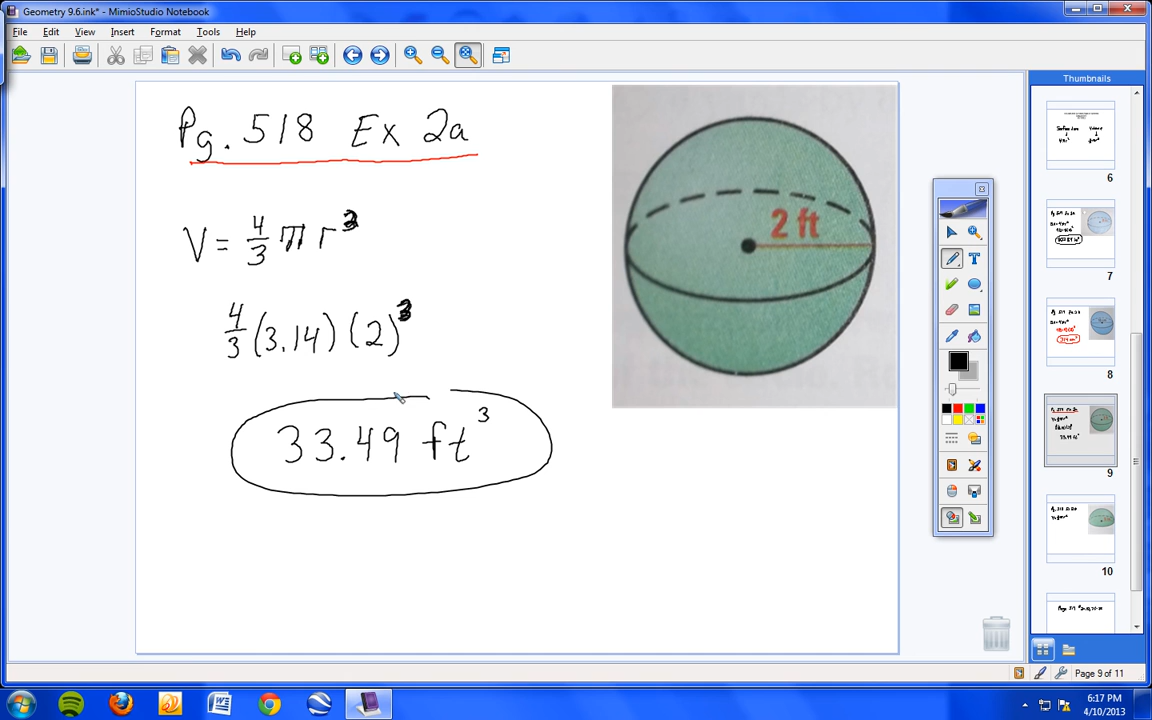 Geometry 9.6.ink* - MimioStudio Notebook
File Edit View Insert Format Tools Help
Pg. 518 Ex 2a
V = 4/3 π r³
4/3 (3.14) (2)³
33.49 ft³
2 ft
Thumbnails
6
7
8
9
10
Page 9 of 11
6:17 PM
4/10/2013